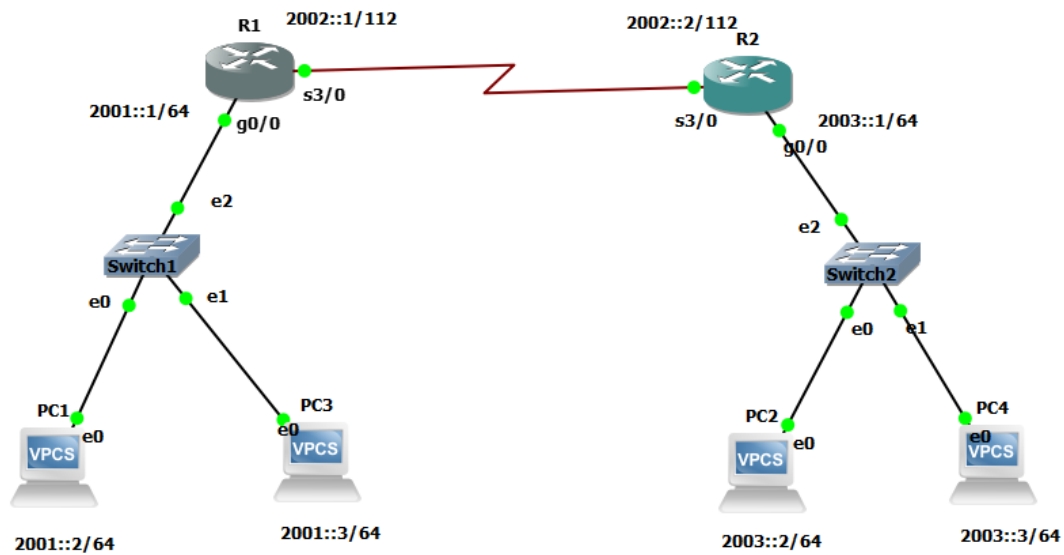 2002::1/112
2002::2/112
R1
R2
s3/0
s3/0
2001::1/64
g0/0
2003::1/64
g0/0
e2
e2
Switch1
Switch2
e0
e1
e0
e1
PC1
PC3
PC2
PC4
e0
e0
e0
e0
VPCS
VPCS
VPCS
VPCS
2001::2/64
2001::3/64
2003::2/64
2003::3/64